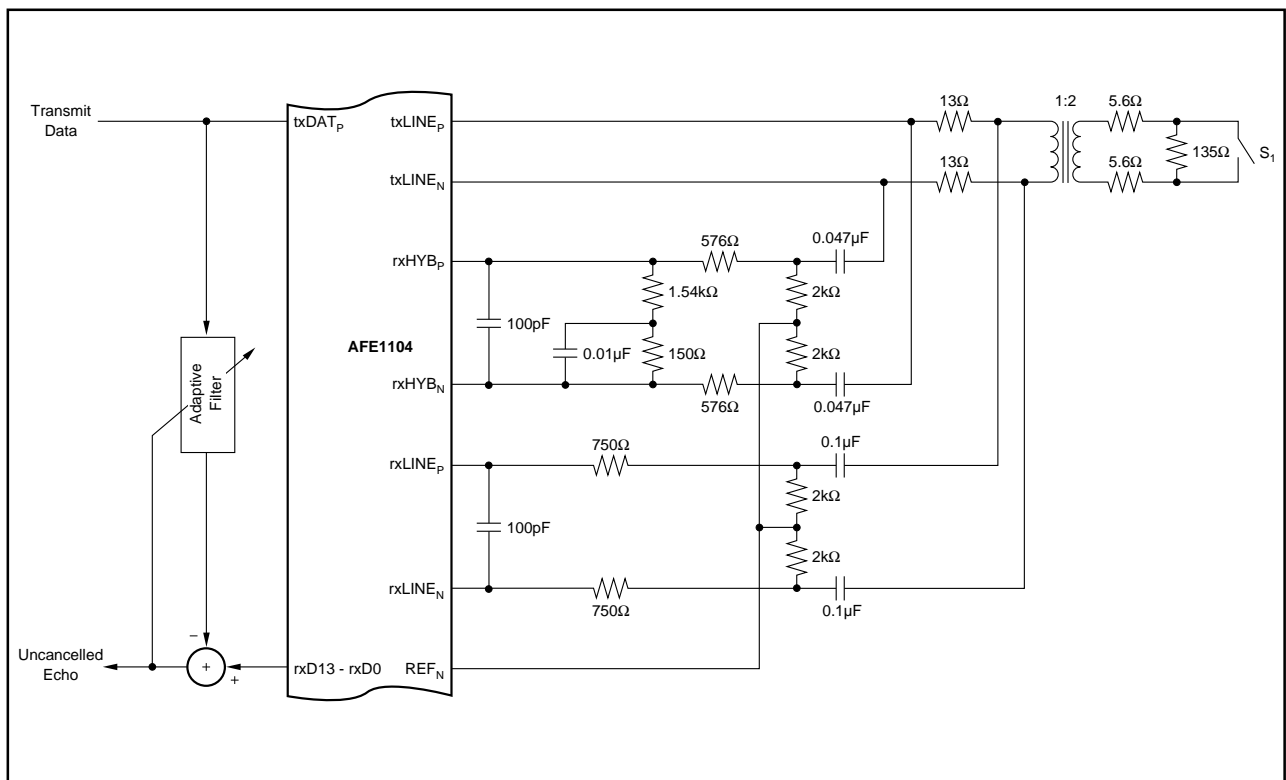 Transmit
Data
txDAT_P
txLINE_P
13Ω
1:2
5.6Ω
135Ω
S_1
txLINE_N
13Ω
5.6Ω
rxHYB_P
576Ω
0.047µF
1.54kΩ
2kΩ
100pF
AFE1104
0.01µF
150Ω
2kΩ
rxHYB_N
576Ω
0.047µF
Adaptive
Filter
rxLINE_P
750Ω
0.1µF
2kΩ
100pF
2kΩ
rxLINE_N
750Ω
0.1µF
Uncancelled
Echo
–
+
+
rxD13 - rxD0
REF_N